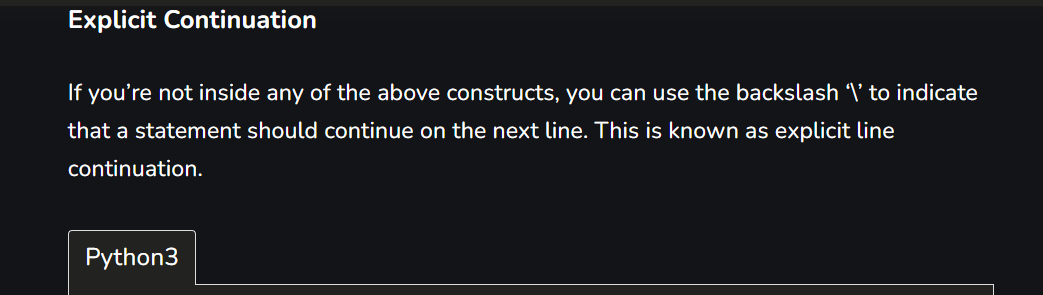 Explicit Continuation
If you’re not inside any of the above constructs, you can use the backslash ‘\’ to indicate
that a statement should continue on the next line. This is known as explicit line
continuation.
Python3